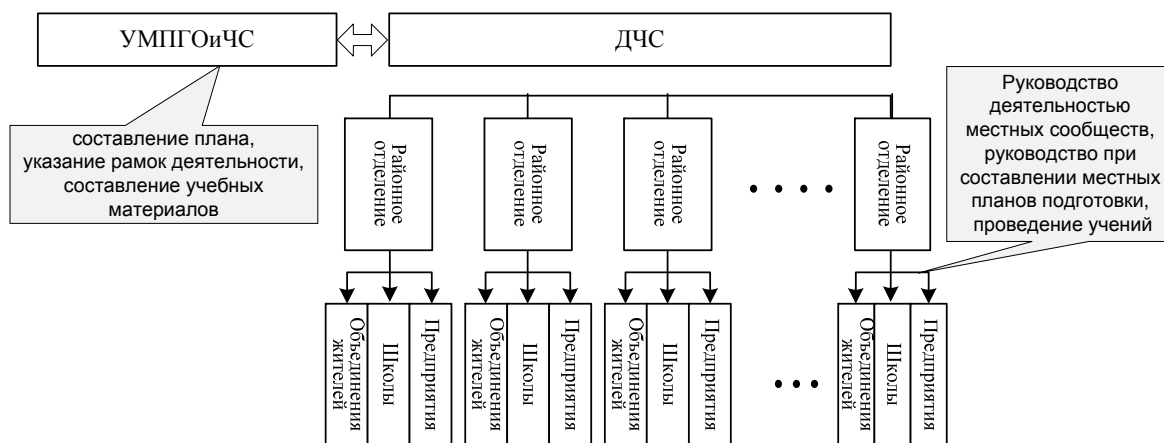 УМПГОиЧС
ДЧС
составление плана,
указание рамок деятельности,
составление учебных
материалов
Районное
отделение
Районное
отделение
Районное
отделение
Районное
отделение
Руководство
деятельностью
местных сообществ,
руководство при
составлении местных
планов подготовки,
проведение учений
Объединения
жителей
Школы
Предприятия
Объединения
жителей
Школы
Предприятия
Объединения
жителей
Школы
Предприятия
Объединения
жителей
Школы
Предприятия